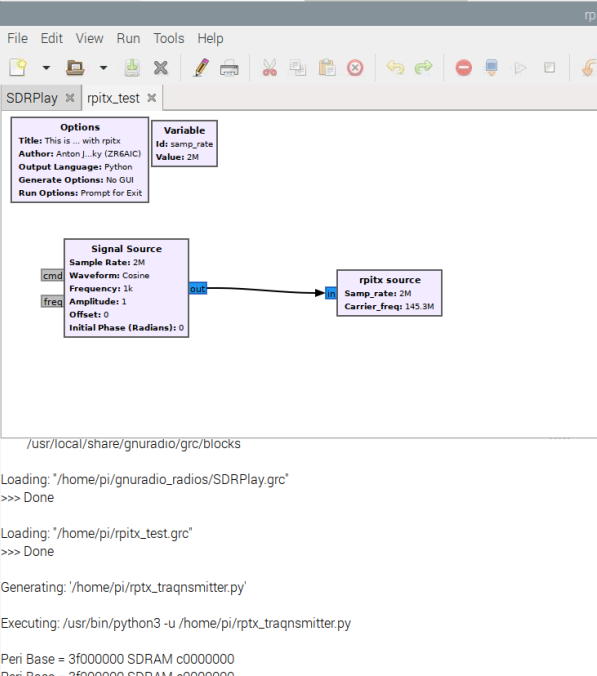 rp
File Edit View Run Tools Help
SDRPlay rpitx_test
Options
Title: This is ... with rpitx
Author: Anton J...ky (ZR6AIC)
Output Language: Python
Generate Options: No GUI
Run Options: Prompt for Exit
Variable
Id: samp_rate
Value: 2M
Signal Source
Sample Rate: 2M
cmd Waveform: Cosine
Frequency: 1k
out
freq Amplitude: 1
Offset: 0
Initial Phase (Radians): 0
rpitx source
in Samp_rate: 2M
Carrier_freq: 145.3M
/usr/local/share/gnuradio/grc/blocks
Loading: "/home/pi/gnuradio_radios/SDRPlay.grc"
>>> Done
Loading: "/home/pi/rpitx_test.grc"
>>> Done
Generating: '/home/pi/rptx_traqnsmitter.py'
Executing: /usr/bin/python3 -u /home/pi/rptx_traqnsmitter.py
Peri Base = 3f000000 SDRAM c0000000
Peri Base = 3f000000 SDRAM c0000000